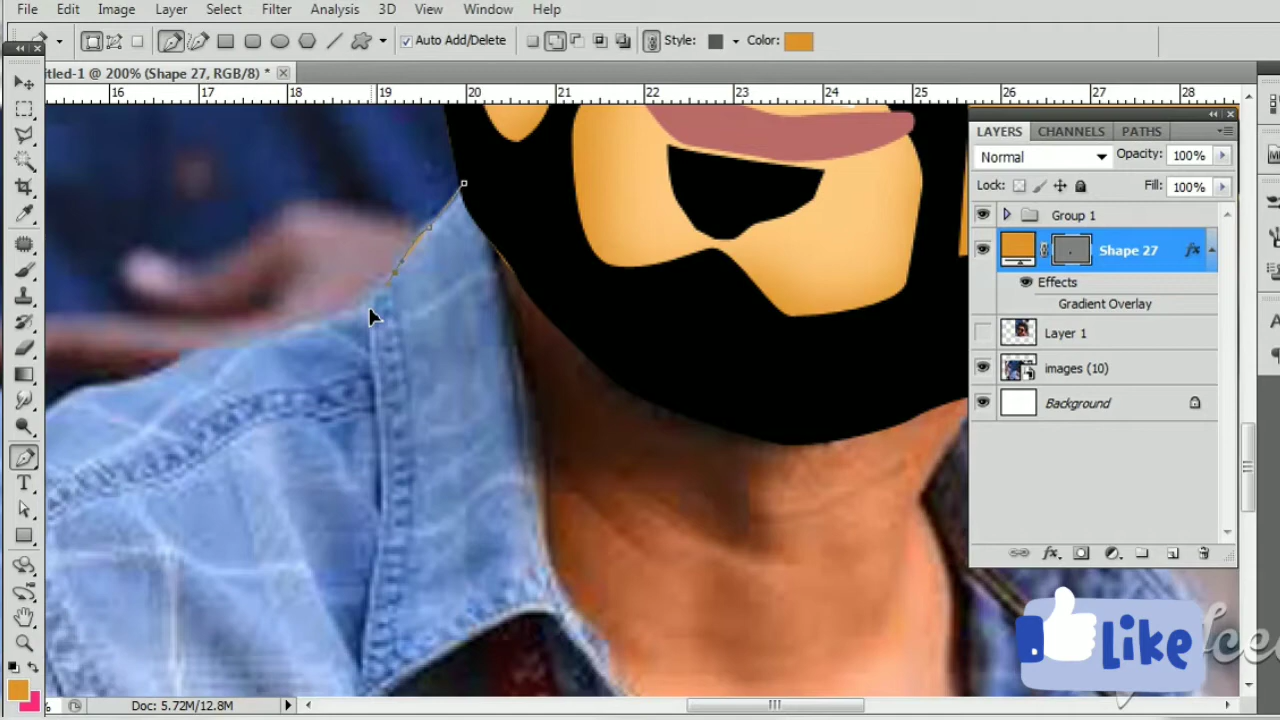 File Edit Image Layer Select Filter Analysis 3D View Window Help
Auto Add/Delete Style: Color:
itled-1 @ 200% (Shape 27, RGB/8) *
16 17 18 19 20 21 22 23 24 25 26 27 28
LAYERS CHANNELS PATHS
Normal Opacity: 100%
Lock: Fill: 100%
Group 1
Shape 27 fx
Effects
Gradient Overlay
Layer 1
images (10)
Background
Like
Doc: 5.72M/12.8M